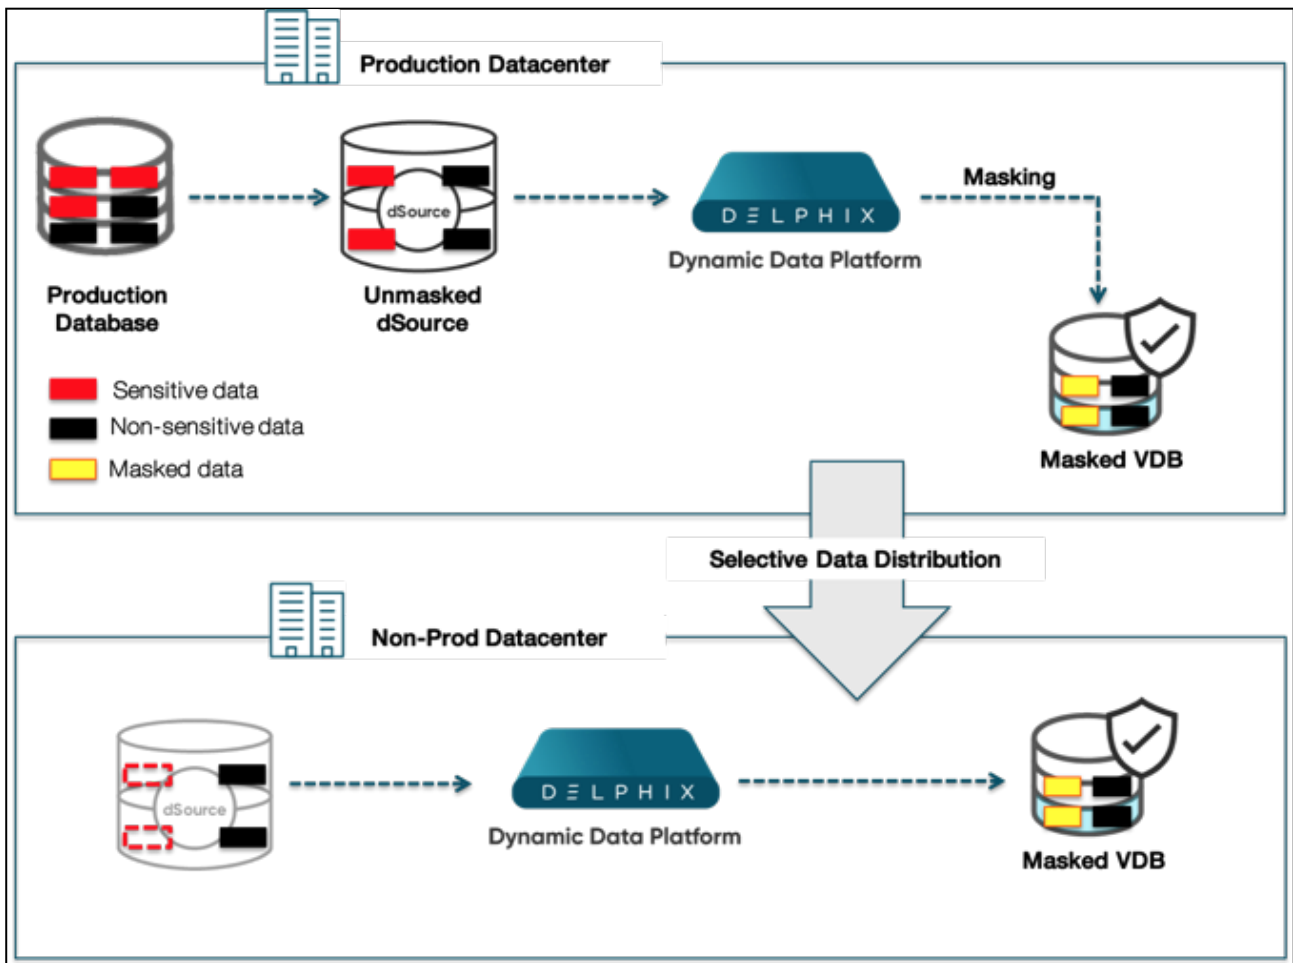 Production Datacenter
Masking
dSource
DELPHIX
Dynamic Data Platform
Production
Database
Unmasked
dSource
Sensitive data
Non-sensitive data
Masked data
Masked VDB
Selective Data Distribution
Non-Prod Datacenter
dSource
DELPHIX
Dynamic Data Platform
Masked VDB